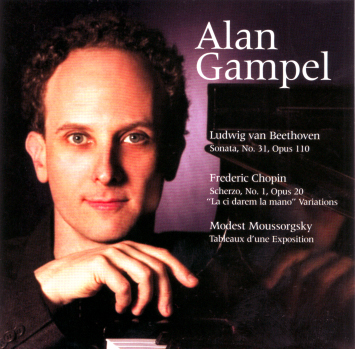 Alan
Gampel
Ludwig van Beethoven
Sonata, No. 31, Opus 110
Frederic Chopin
Scherzo, No. 1, Opus 20
"La ci darem la mano" Variations
Modest Moussorgsky
Tableaux d'une Exposition